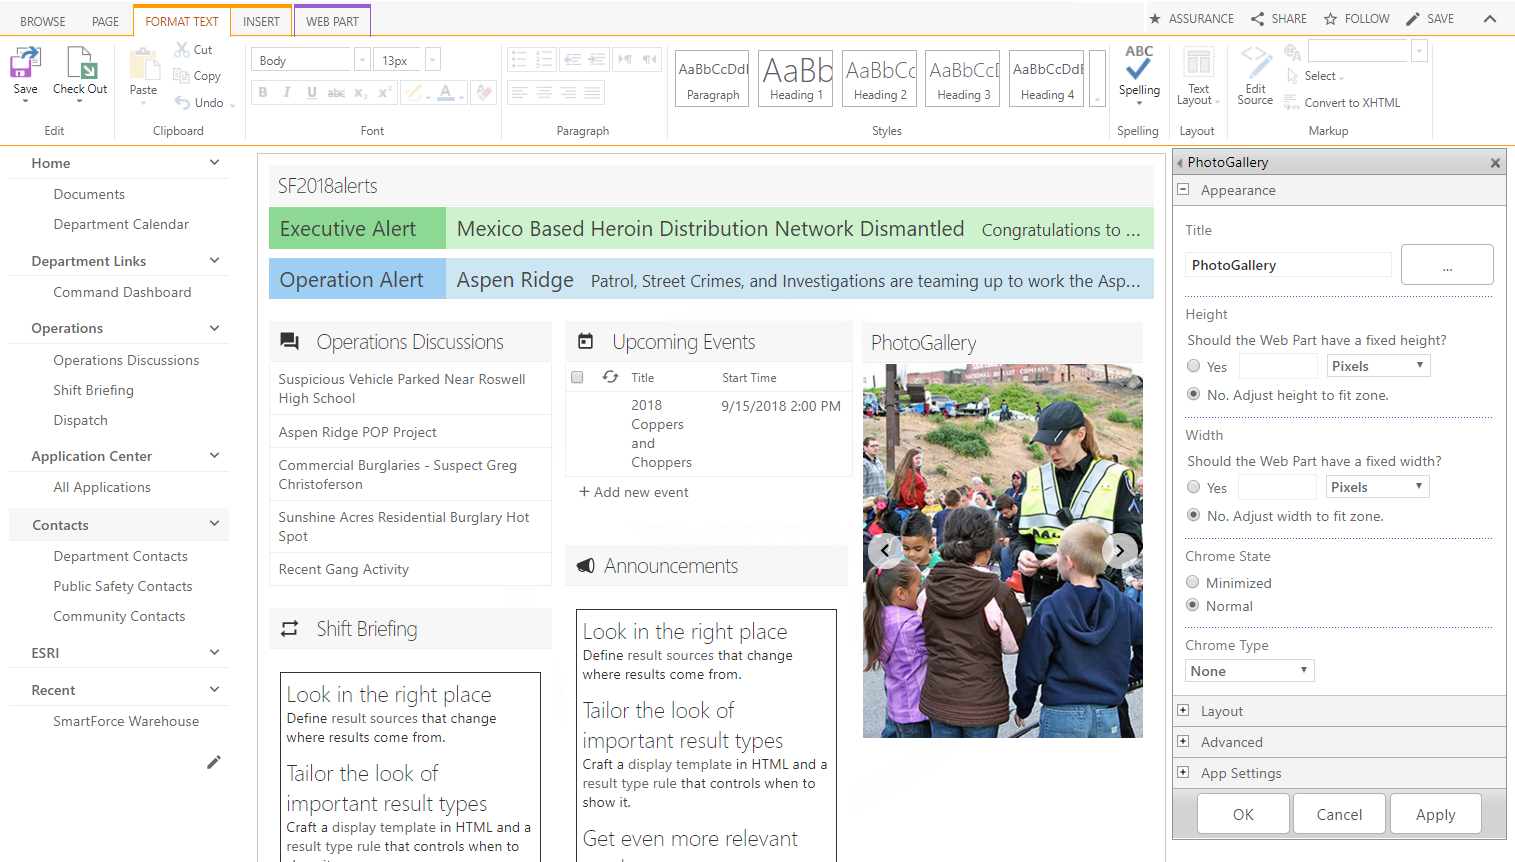 BROWSE PAGE FORMAT TEXT INSERT WEB PART ASSURANCE SHARE FOLLOW SAVE
Save
Check Out
Edit
Paste
Cut
Copy
Undo
Clipboard
Body 13px
B I U abc x₂ x² A
Font
Paragraph
AaBbCcDdI
Paragraph
AaBb
Heading 1
AaBbCc
Heading 2
AaBbCcI
Heading 3
AaBbCcDdE
Heading 4
Styles
ABC
Spelling
Spelling
Text
Layout
Layout
Edit
Source
Select
Convert to XHTML
Markup
Home
Documents
Department Calendar
Department Links
Command Dashboard
Operations
Operations Discussions
Shift Briefing
Dispatch
Application Center
All Applications
Contacts
Department Contacts
Public Safety Contacts
Community Contacts
ESRI
Recent
SmartForce Warehouse
SF2018alerts
Executive Alert Mexico Based Heroin Distribution Network Dismantled Congratulations to ...
Operation Alert Aspen Ridge Patrol, Street Crimes, and Investigations are teaming up to work the Asp...
Operations Discussions
Suspicious Vehicle Parked Near Roswell
High School
Aspen Ridge POP Project
Commercial Burglaries - Suspect Greg
Christoferson
Sunshine Acres Residential Burglary Hot
Spot
Recent Gang Activity
Shift Briefing
Look in the right place
Define result sources that change
where results come from.
Tailor the look of
important result types
Craft a display template in HTML and a
result type rule that controls when to
Upcoming Events
Title Start Time
2018 9/15/2018 2:00 PM
Coppers
and
Choppers
+ Add new event
Announcements
Look in the right place
Define result sources that change
where results come from.
Tailor the look of
important result types
Craft a display template in HTML and a
result type rule that controls when to
show it.
Get even more relevant
PhotoGallery
PhotoGallery
Appearance
Title
PhotoGallery ...
Height
Should the Web Part have a fixed height?
Yes Pixels
No. Adjust height to fit zone.
Width
Should the Web Part have a fixed width?
Yes Pixels
No. Adjust width to fit zone.
Chrome State
Minimized
Normal
Chrome Type
None
Layout
Advanced
App Settings
OK Cancel Apply